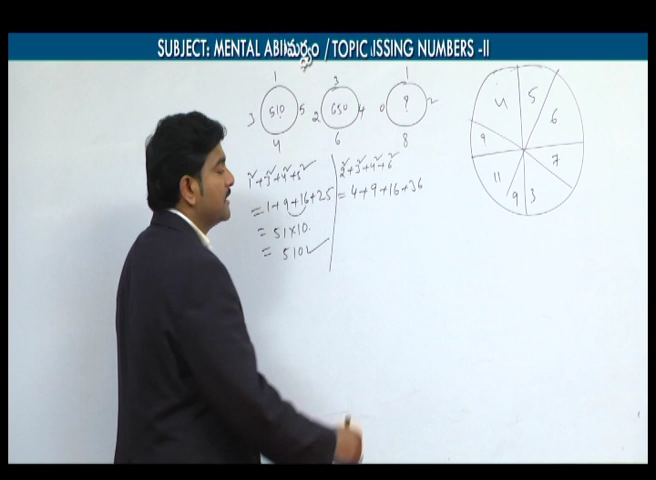 SUBJECT: MENTAL ABI / TOPIC ISSING NUMBERS -II
1 3 1
3 510 5 2 650 4 0 ? 2
4 6 8
1²+3²+4²+5² 2²+3²+4²+6²
= 1+9+16+25 = 4+9+16+36
= 51×10.
= 510 ✓
4 5
6
9
7
11
9 3